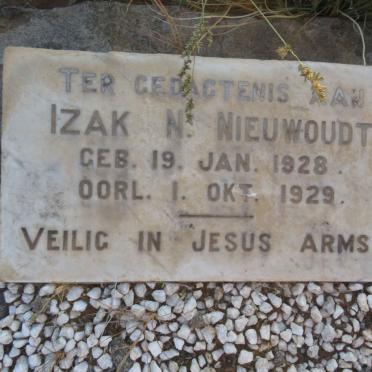 TER GEDACTENIS AAN
IZAK N. NIEUWOUDT
GEB. 19. JAN. 1928.
OORL. 1. OKT. 1929.
VEILIG IN JESUS ARMS